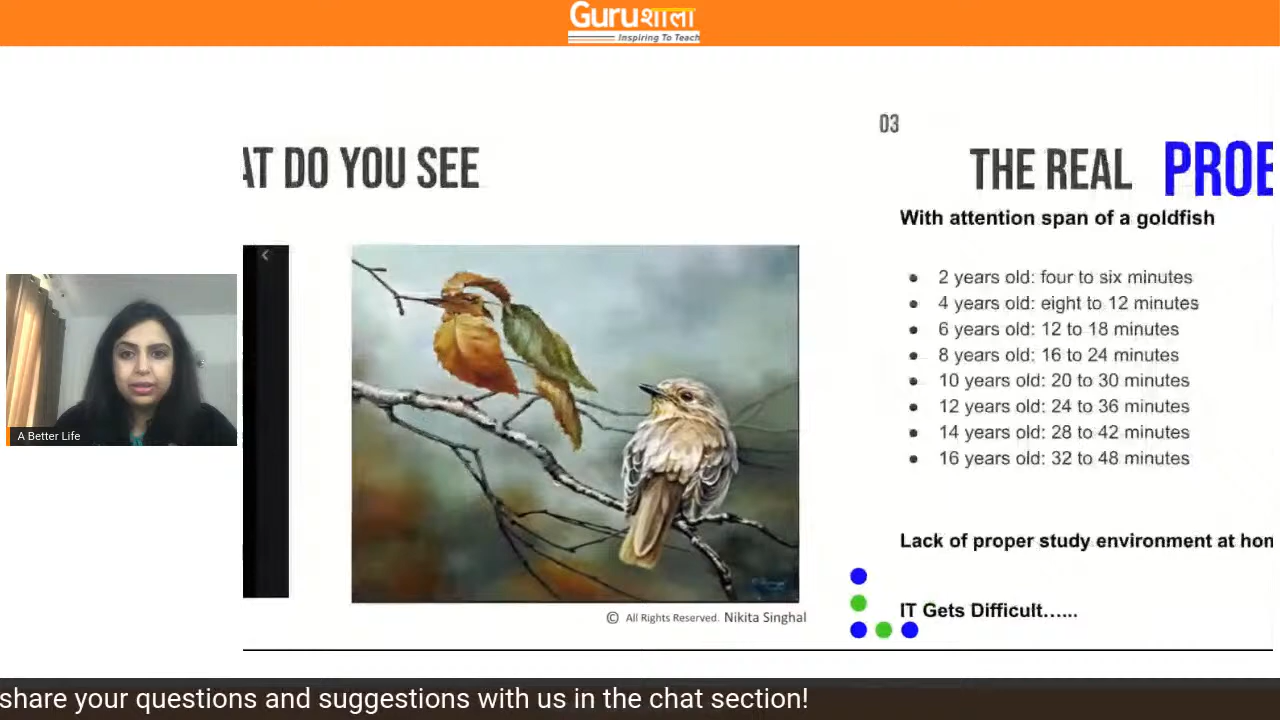 Guruशाला
Inspiring To Teach
AT DO YOU SEE
03
THE REAL PROB
With attention span of a goldfish
• 2 years old: four to six minutes
• 4 years old: eight to 12 minutes
• 6 years old: 12 to 18 minutes
• 8 years old: 16 to 24 minutes
• 10 years old: 20 to 30 minutes
• 12 years old: 24 to 36 minutes
• 14 years old: 28 to 42 minutes
• 16 years old: 32 to 48 minutes
Lack of proper study environment at hom
IT Gets Difficult…...
© All Rights Reserved. Nikita Singhal
A Better Life
share your questions and suggestions with us in the chat section!